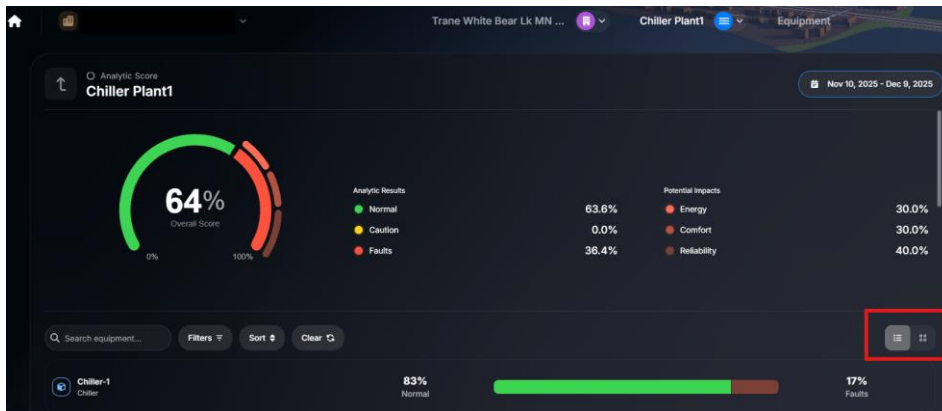 Trane White Bear Lk MN ...
Chiller Plant1
Equipment
Analytic Score
Chiller Plant1
Nov 10, 2025 - Dec 9, 2025
64%
Overall Score
0%
100%
Analytic Results
Normal 63.6%
Caution 0.0%
Faults 36.4%
Potential Impacts
Energy 30.0%
Comfort 30.0%
Reliability 40.0%
Search equipment...
Filters
Sort
Clear
Chiller-1
Chiller
83%
Normal
17%
Faults